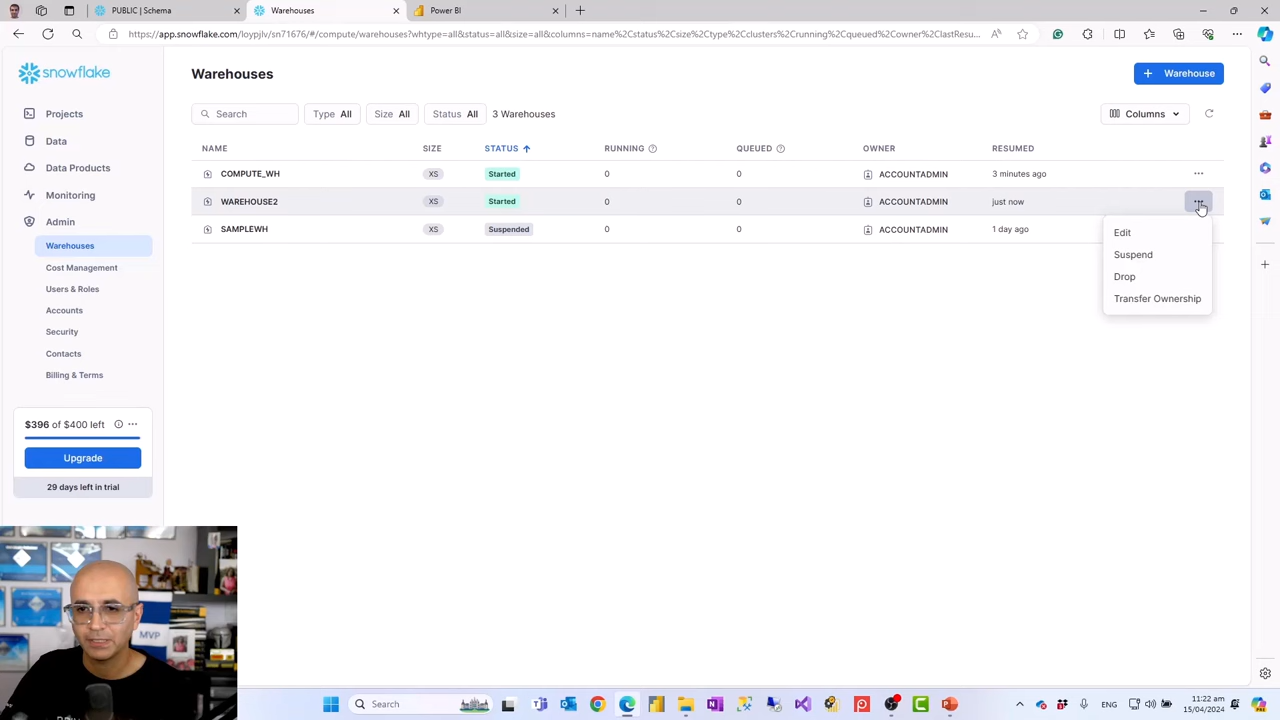 PUBLIC | Schema
Warehouses
Power BI
https://app.snowflake.com/loypjlv/sn71676/#/compute/warehouses?whtype=all&status=all&size=all&columns=name%2Cstatus%2Csize%2Ctype%2Cclusters%2Crunning%2Cqueued%2Cowner%2ClastResu...
snowflake
Projects
Data
Data Products
Monitoring
Admin
Warehouses
Cost Management
Users & Roles
Accounts
Security
Contacts
Billing & Terms
$396 of $400 left
Upgrade
29 days left in trial
Warehouses
+ Warehouse
Search
Type All
Size All
Status All
3 Warehouses
Columns
NAME SIZE STATUS RUNNING QUEUED OWNER RESUMED
COMPUTE_WH XS Started 0 0 ACCOUNTADMIN 3 minutes ago
WAREHOUSE2 XS Started 0 0 ACCOUNTADMIN just now
SAMPLEWH XS Suspended 0 0 ACCOUNTADMIN 1 day ago
Edit
Suspend
Drop
Transfer Ownership
MVP
Search
ENG
11:22 am
15/04/2024